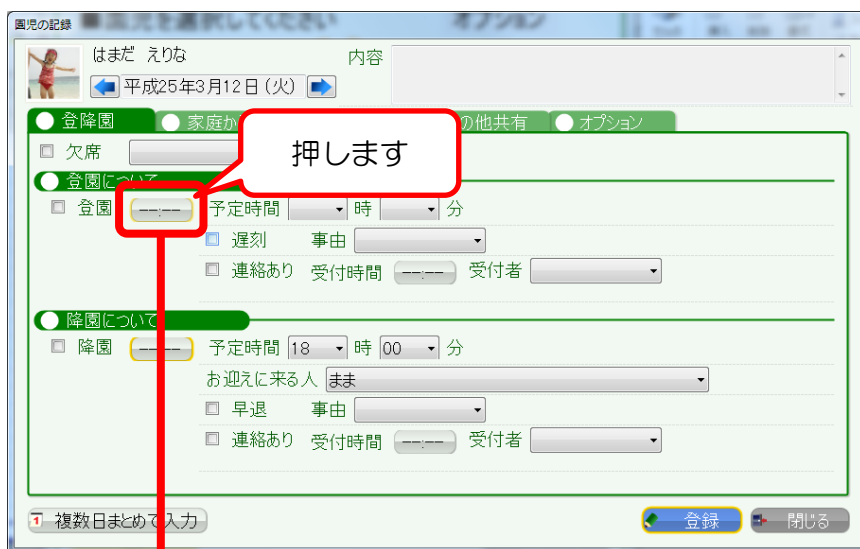 園児の記録
はまだ えりな
内容
平成25年3月12日(火)
登降園 家庭か の他共有 オプション
欠席
押します
登園について
登園 --:-- 予定時間 時 分
遅刻 事由
連絡あり 受付時間 --:-- 受付者
降園について
降園 --:-- 予定時間 18 時 00 分
お迎えに来る人 まま
早退 事由
連絡あり 受付時間 --:-- 受付者
1 複数日まとめて入力 登録 閉じる